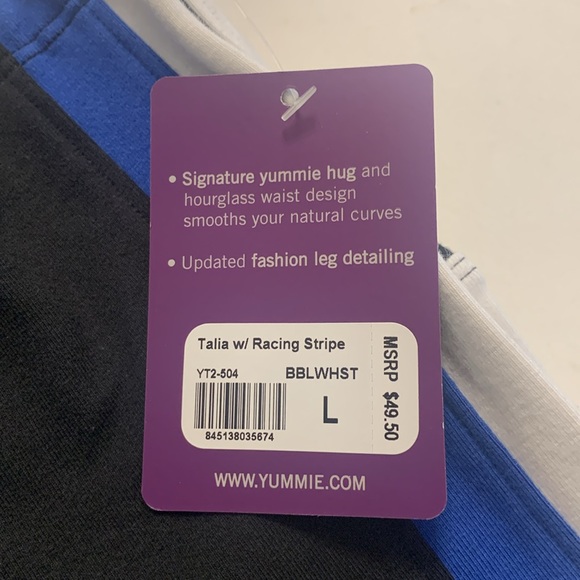 • Signature yummie hug and
hourglass waist design
smooths your natural curves
• Updated fashion leg detailing
Talia w/ Racing Stripe
YT2-504 BBLWHST
L
845138035674
MSRP $49.50
WWW.YUMMIE.COM